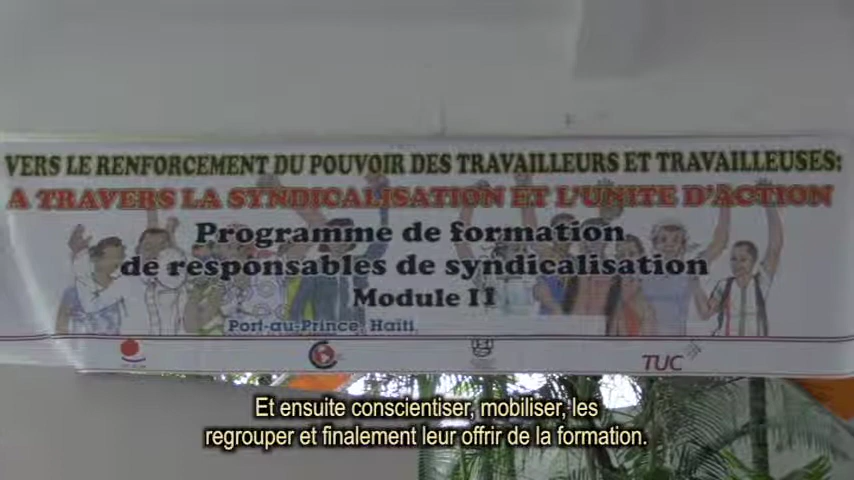 VERS LE RENFORCEMENT DU POUVOIR DES TRAVAILLEURS ET TRAVAILLEUSES:
A TRAVERS LA SYNDICALISATION ET L'UNITE D'ACTION
Programme de formation
de responsables de syndicalisation
Module II
Port-au-Prince, Haïti
TUC
Et ensuite conscientiser, mobiliser, les
regrouper et finalement leur offrir de la formation.